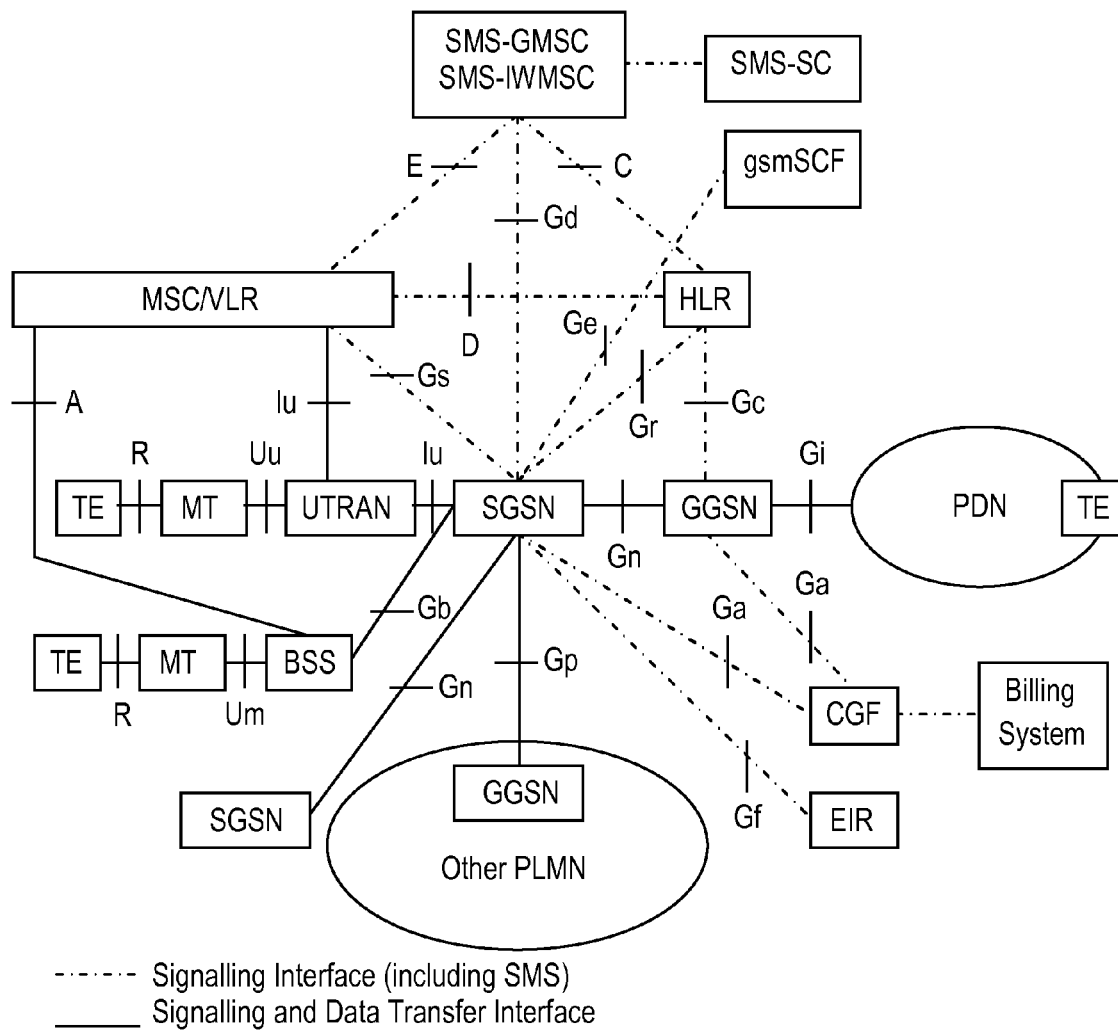 SMS-GMSC
SMS-IWMSC
SMS-SC
gsmSCF
E
C
Gd
MSC/VLR
HLR
D
Ge
Gs
Gr
Gc
A
Iu
R
Uu
Iu
Gi
TE
MT
UTRAN
SGSN
GGSN
PDN
TE
Gn
Gb
Ga
Ga
TE
MT
BSS
Gp
Gn
R
Um
CGF
Billing
System
SGSN
GGSN
Gf
EIR
Other PLMN
Signalling Interface (including SMS)
Signalling and Data Transfer Interface